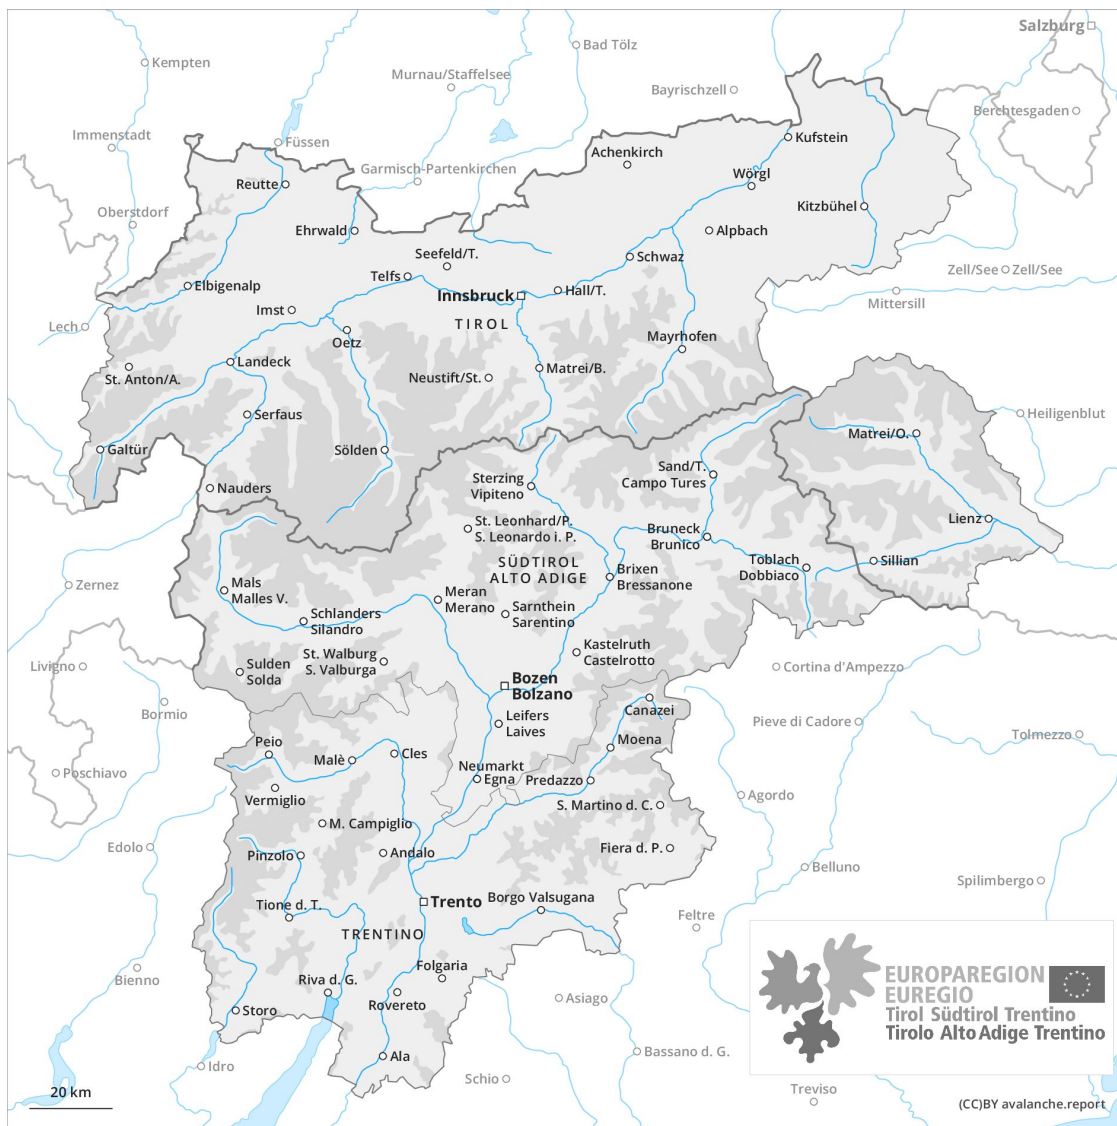 Salzburg
Bad Tölz
Kempten
Murnau/Staffelsee
Bayrischzell
Berchtesgaden
Immenstadt
Füssen
Kufstein
Achenkirch
Garmisch-Partenkirchen
Wörgl
Reutte
Kitzbühel
Oberstdorf
Ehrwald
Alpbach
Seefeld/T.
Schwaz
Telfs
Zell/See
Zell/See
Elbigenalp
Innsbruck
Hall/T.
Mittersill
Imst
TIROL
Lech
Oetz
Mayrhofen
Landeck
Matrei/B.
St. Anton/A.
Neustift/St.
Serfaus
Heiligenblut
Matrei/O.
Galtür
Sölden
Sand/T.
Campo Tures
Sterzing
Vipiteno
Nauders
St. Leonhard/P.
S. Leonardo i. P.
Lienz
Bruneck
Brunico
SÜDTIROL
ALTO ADIGE
Toblach
Dobbiaco
Sillian
Brixen
Bressanone
Zernez
Mals
Malles V.
Meran
Merano
Sarnthein
Sarentino
Schlanders
Silandro
Kastelruth
Castelrotto
St. Walburg
S. Valburga
Livigno
Sulden
Solda
Cortina d'Ampezzo
Bozen
Bolzano
Canazei
Bormio
Leifers
Laives
Pieve di Cadore
Tolmezzo
Peio
Cles
Moena
Malè
Neumarkt
Egna
Predazzo
Poschiavo
Vermiglio
S. Martino d. C.
Agordo
M. Campiglio
Edolo
Pinzolo
Andalo
Fiera d. P.
Belluno
Spilimbergo
Trento
Borgo Valsugana
Tione d. T.
Feltre
TRENTINO
Bienno
Folgaria
Riva d. G.
Rovereto
Asiago
Storo
EUROPAREGION
EUREGIO
Tirol Südtirol Trentino
Tirolo Alto Adige Trentino
Ala
Bassano d. G.
Idro
Schio
Treviso
20 km
(CC)BY avalanche.report